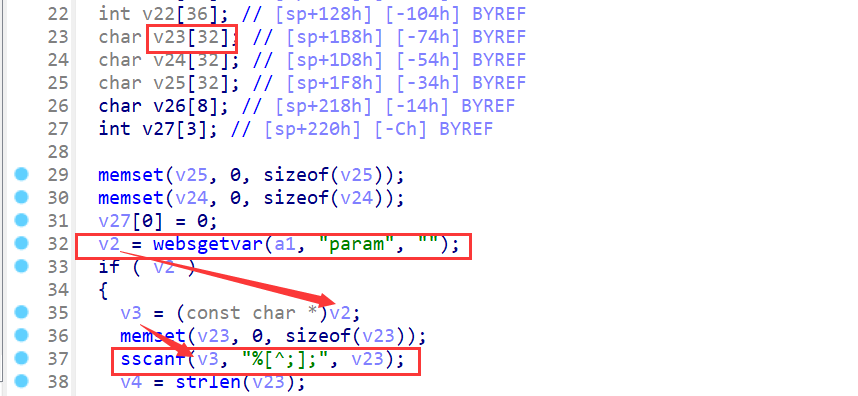 22 int v22[36]; // [sp+128h] [-104h] BYREF
23 char v23[32]; // [sp+1B8h] [-74h] BYREF
24 char v24[32]; // [sp+1D8h] [-54h] BYREF
25 char v25[32]; // [sp+1F8h] [-34h] BYREF
26 char v26[8]; // [sp+218h] [-14h] BYREF
27 int v27[3]; // [sp+220h] [-Ch] BYREF
28
29 memset(v25, 0, sizeof(v25));
30 memset(v24, 0, sizeof(v24));
31 v27[0] = 0;
32 v2 = websgetvar(a1, "param", "");
33 if ( v2 )
34 {
35 v3 = (const char *)v2;
36 memset(v23, 0, sizeof(v23));
37 sscanf(v3, "%[^;];", v23);
38 v4 = strlen(v23);